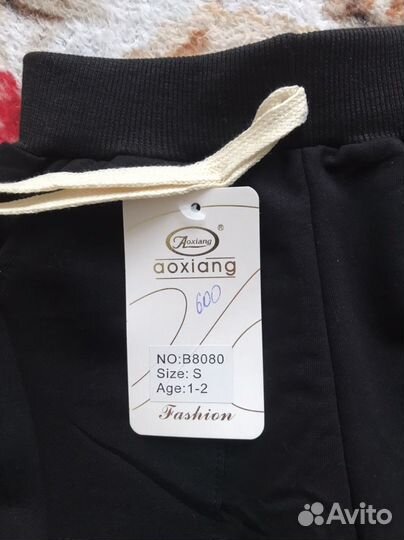 Aoxiang ®
aoxiang
600
NO:B8080
Size: S
Age:1-2
Fashion
Avito